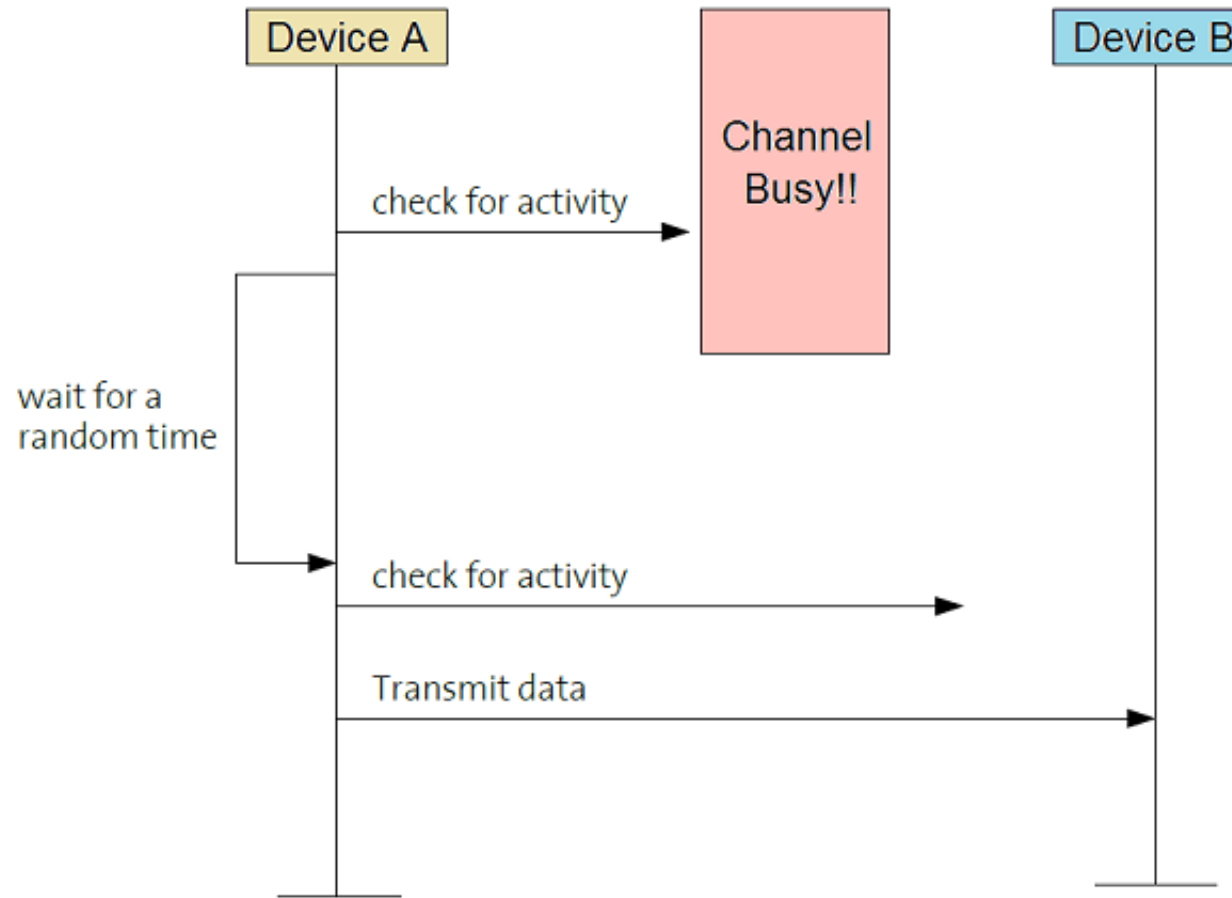 Device A
Device B
Channel
Busy!!
check for activity
wait for a
random time
check for activity
Transmit data